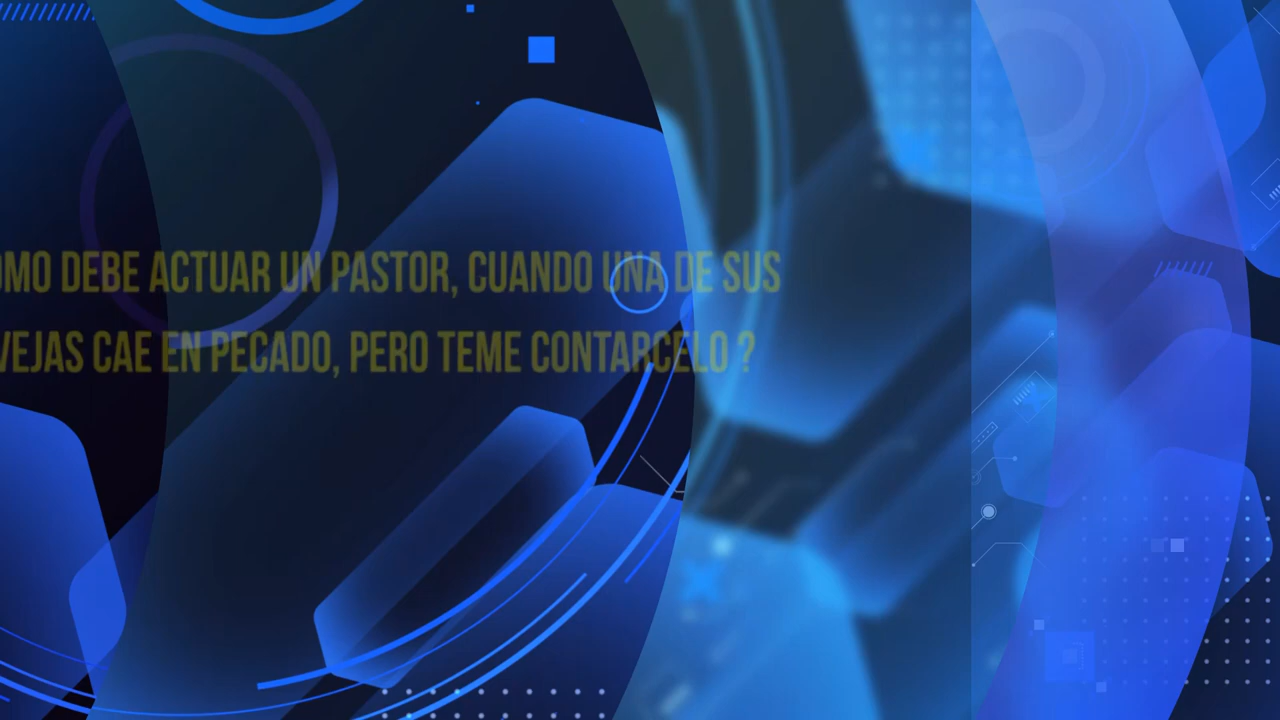 OMO DEBE ACTUAR UN PASTOR, CUANDO UNA DE SUS
VEJAS CAE EN PECADO, PERO TEME CONTARCELO ?